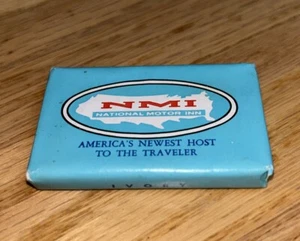 NMI
NATIONAL MOTOR INN
AMERICA'S NEWEST HOST
TO THE TRAVELER